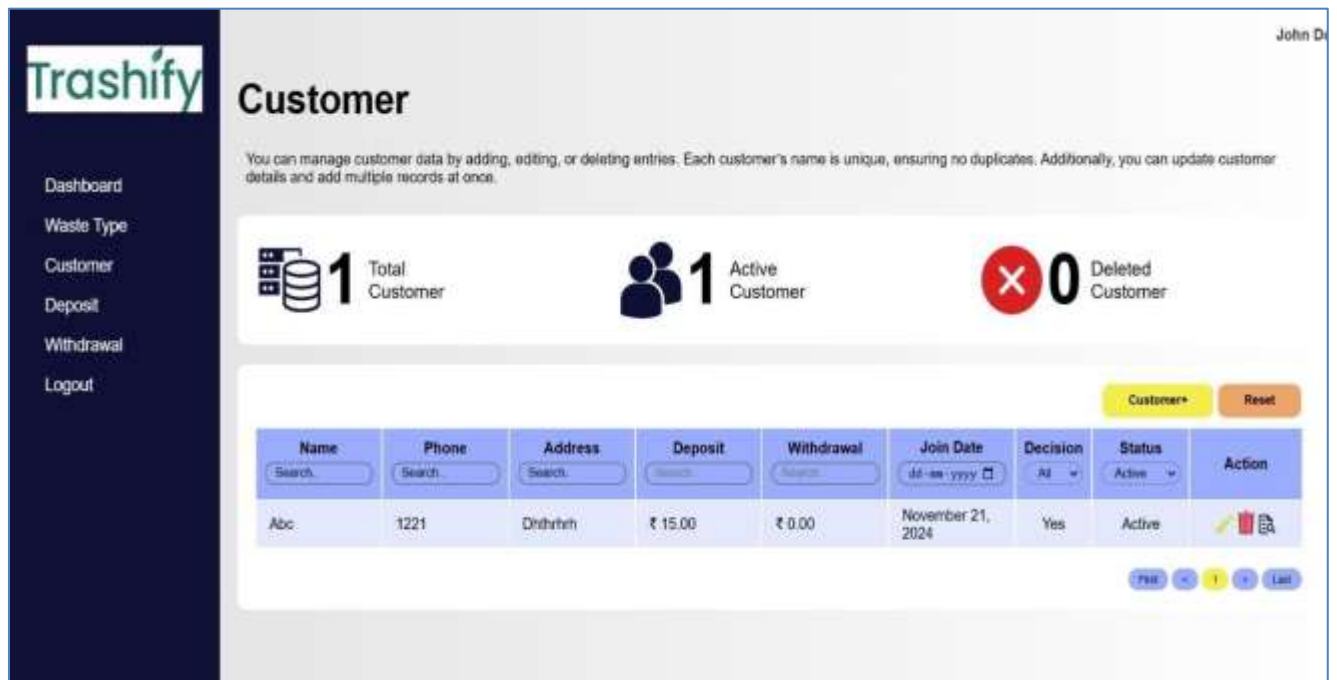 John D
Trashify
Customer
You can manage customer data by adding, editing, or deleting entries. Each customer's name is unique, ensuring no duplicates. Additionally, you can update customer
details and add multiple records at once.
Dashboard
Waste Type
Customer
Deposit
Withdrawal
Logout
1 Total Customer
1 Active Customer
0 Deleted Customer
Customer+ Reset
Name Phone Address Deposit Withdrawal Join Date Decision Status Action
Search.. Search.. Search.. Search.. Search.. dd-mm-yyyy All Active
Abc 1221 Dhthrhrh ₹ 15.00 ₹ 0.00 November 21, 2024 Yes Active
First < 1 > Last